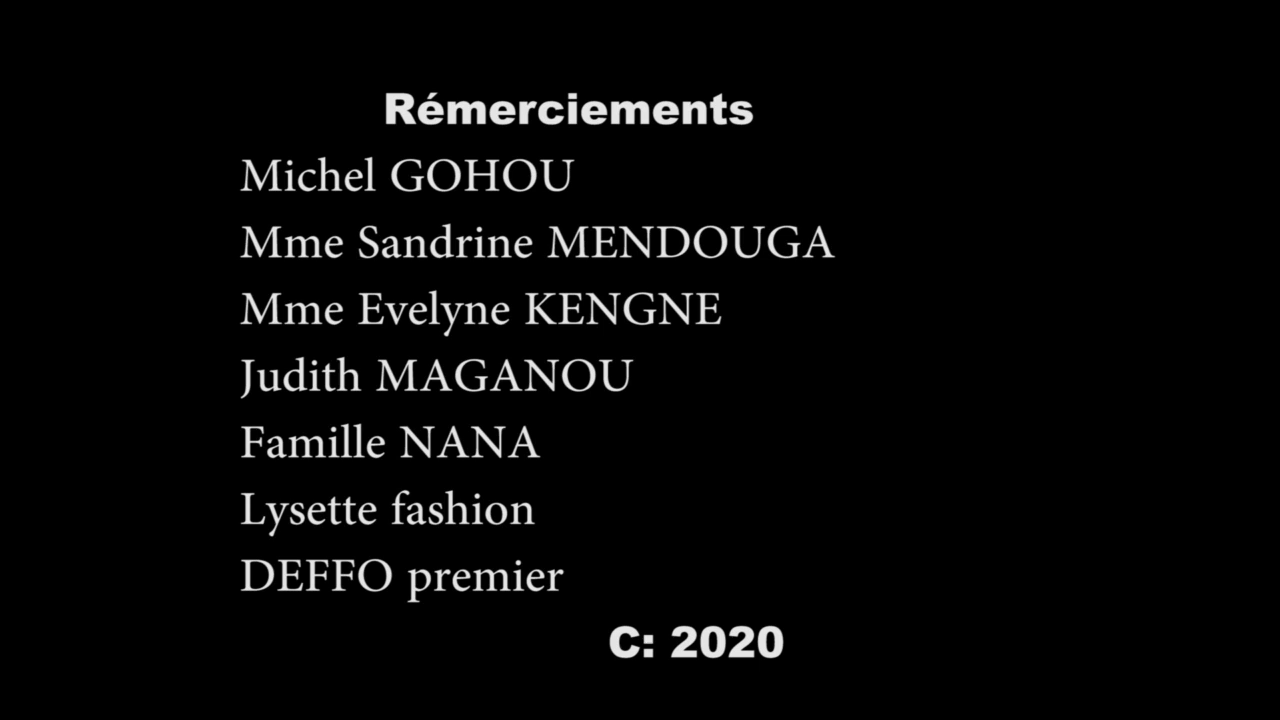 Rémerciements
Michel GOHOU
Mme Sandrine MENDOUGA
Mme Evelyne KENGNE
Judith MAGANOU
Famille NANA
Lysette fashion
DEFFO premier
C: 2020